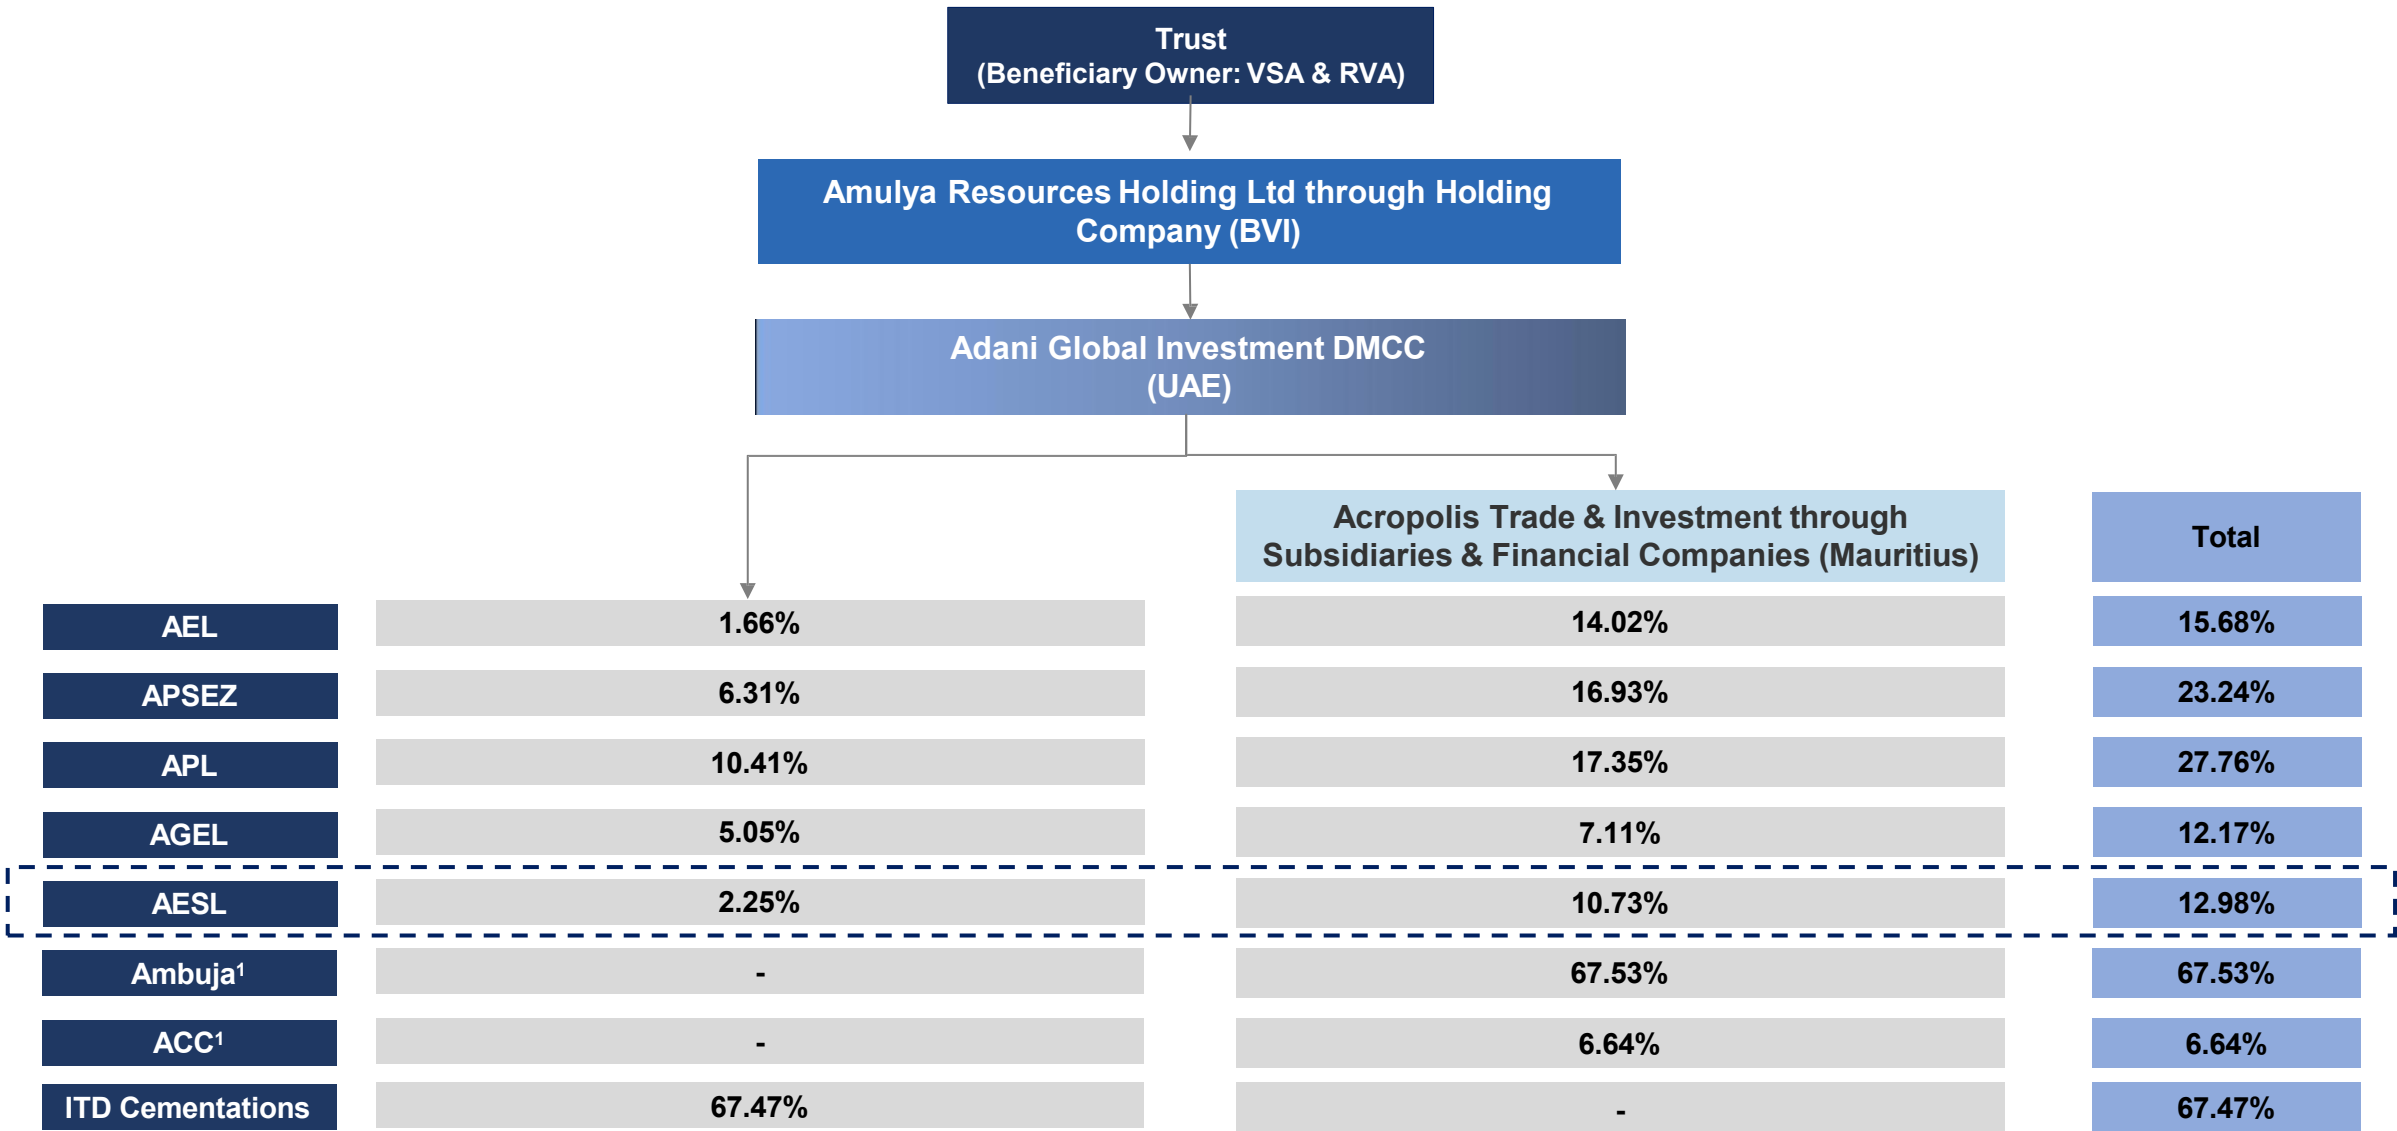 Trust
(Beneficiary Owner: VSA & RVA)
Amulya Resources Holding Ltd through Holding
Company (BVI)
Adani Global Investment DMCC
(UAE)
Acropolis Trade & Investment through
Subsidiaries & Financial Companies (Mauritius)
Total
AEL 1.66% 14.02% 15.68%
APSEZ 6.31% 16.93% 23.24%
APL 10.41% 17.35% 27.76%
AGEL 5.05% 7.11% 12.17%
AESL 2.25% 10.73% 12.98%
Ambuja¹ - 67.53% 67.53%
ACC¹ - 6.64% 6.64%
ITD Cementations 67.47% - 67.47%